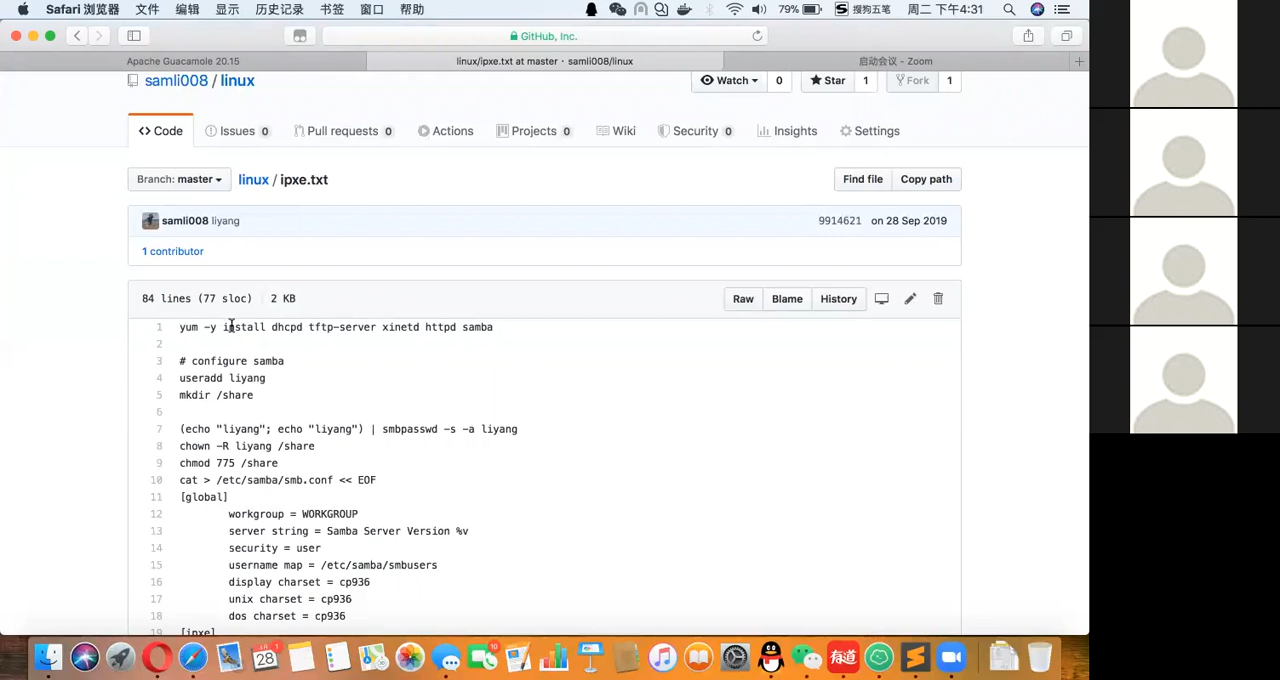 Safari 浏览器 文件 编辑 显示 历史记录 书签 窗口 帮助 79% S 搜狗五笔 周二 下午4:31
GitHub, Inc.
Apache Guacamole 20.15 linux/ipxe.txt at master · samli008/linux 启动会议 - Zoom
samli008 / linux Watch 0 Star 1 Fork 1
<> Code Issues 0 Pull requests 0 Actions Projects 0 Wiki Security 0 Insights Settings
Branch: master linux / ipxe.txt Find file Copy path
samli008 liyang 9914621 on 28 Sep 2019
1 contributor
84 lines (77 sloc) 2 KB Raw Blame History
1 yum -y install dhcpd tftp-server xinetd httpd samba
2
3 # configure samba
4 useradd liyang
5 mkdir /share
6
7 (echo "liyang"; echo "liyang") | smbpasswd -s -a liyang
8 chown -R liyang /share
9 chmod 775 /share
10 cat > /etc/samba/smb.conf << EOF
11 [global]
12 workgroup = WORKGROUP
13 server string = Samba Server Version %v
14 security = user
15 username map = /etc/samba/smbusers
16 display charset = cp936
17 unix charset = cp936
18 dos charset = cp936
19 [ipxe]
28
10
有道